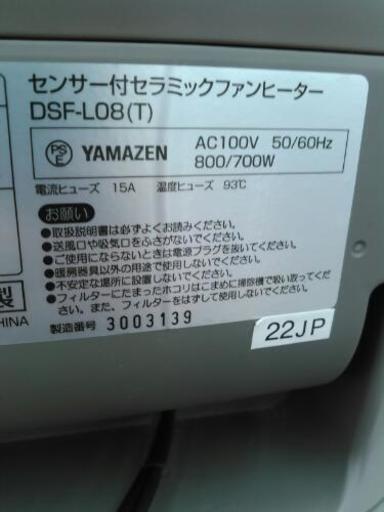 センサー付セラミックファンヒーター
DSF-L08(T)
PSE YAMAZEN
AC100V 50/60Hz
800/700W
電流ヒューズ 15A 温度ヒューズ 93℃
お願い
●取扱説明書は必ずよくお読みください。
●送風口や吸気口をふさがないでください。
●ご使用にならないときは電源プラグを抜いてください。
●暖房器具以外の用途で使用しないでください。
●不安定な場所に設置しないでください。
●フィルターにたまったホコリはこまめに掃除機で吸い取ってください。
さい。また、フィルターをはずして使用しないでください。
製造番号 3003139
22JP
製
HINA